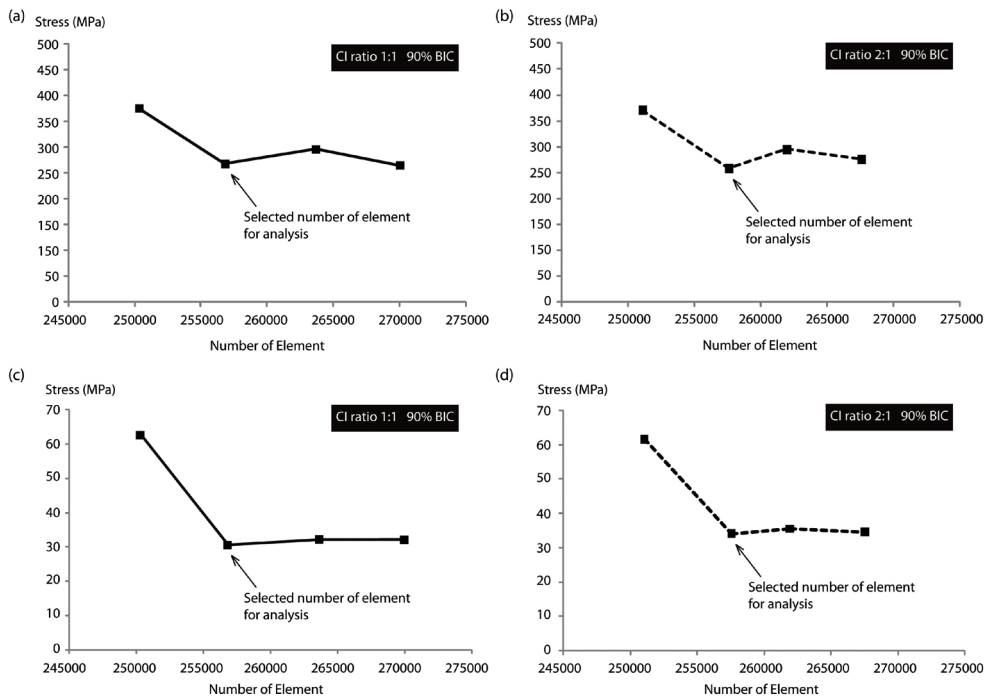 (a)
Stress (MPa)
CI ratio 1:1 90% BIC
500
450
400
350
300
250
200
150
150
50
0
Selected number of element
for analysis
245000 250000 255000 260000 265000 270000 275000
Number of Element
(b)
Stress (MPa)
CI ratio 2:1 90% BIC
500
450
400
350
300
250
200
150
150
50
0
Selected number of element
for analysis
245000 250000 255000 260000 265000 270000 275000
Number of Element
(c)
Stress (MPa)
CI ratio 1:1 90% BIC
70
60
50
40
30
20
10
0
Selected number of element
for analysis
245000 250000 255000 260000 265000 270000 275000
Number of Element
(d)
Stress (MPa)
CI ratio 2:1 90% BIC
70
60
50
40
30
20
10
0
Selected number of element
for analysis
245000 250000 255000 260000 265000 270000 275000
Number of Element